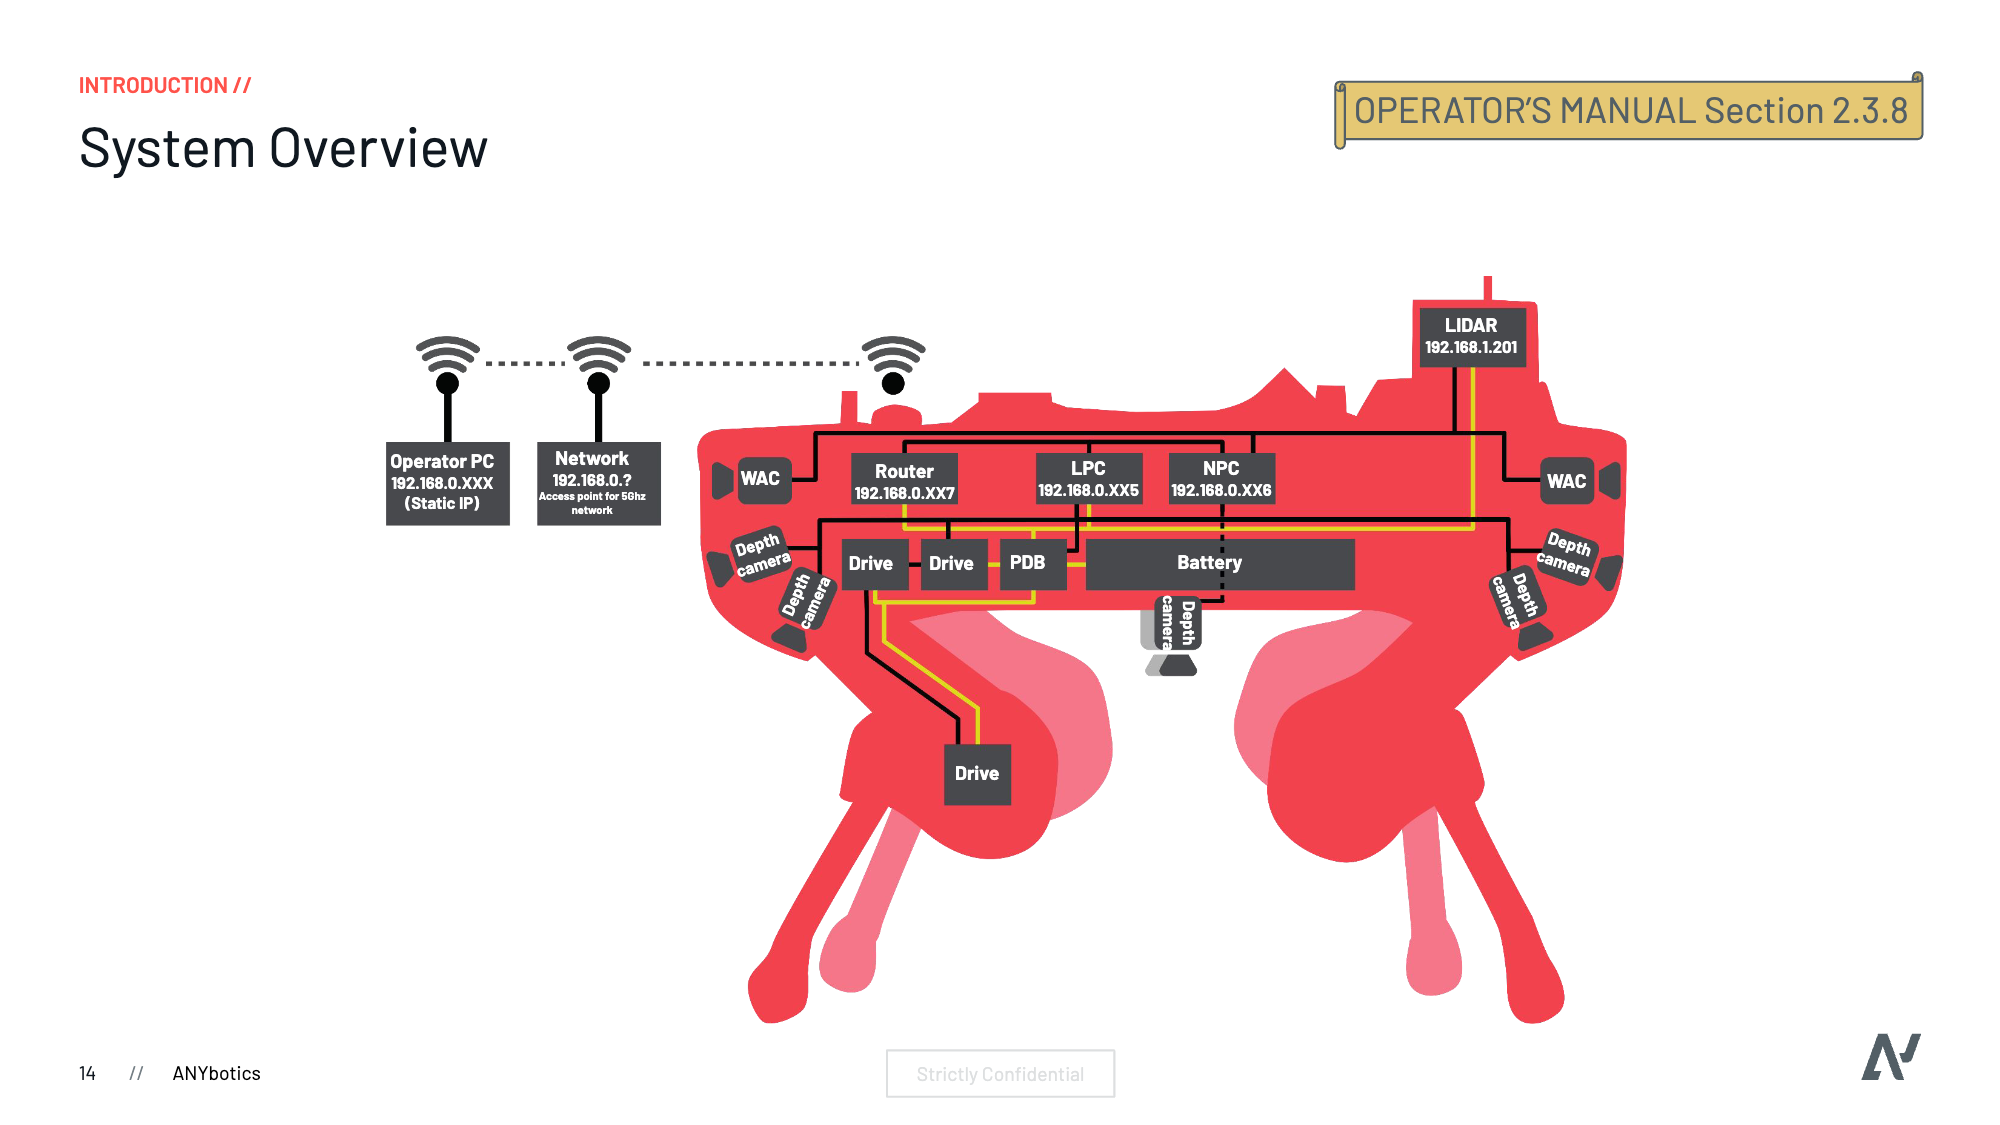 INTRODUCTION //
System Overview
OPERATOR'S MANUAL Section 2.3.8
LIDAR
192.168.1.201
Operator PC
192.168.0.XXX
(Static IP)
Network
192.168.0.?
Access point for 5Ghz
network
WAC
Router
192.168.0.XX7
LPC
192.168.0.XX5
NPC
192.168.0.XX6
WAC
Depth
camera
Depth
camera
Drive
Drive
PDB
Battery
Depth
camera
Depth
camera
Depth
camera
Drive
14 // ANYbotics
Strictly Confidential